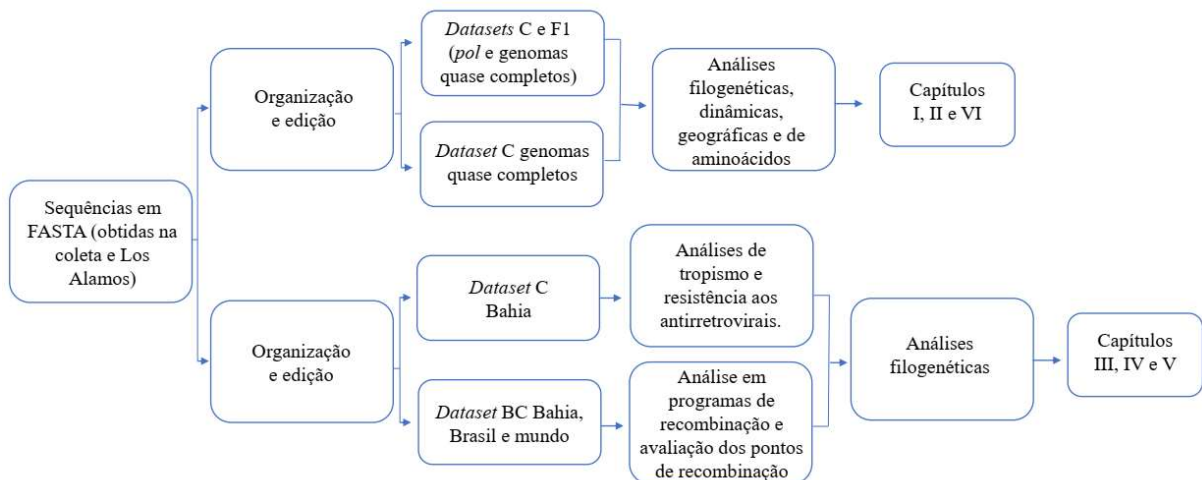 Sequências em
FASTA (obtidas na
coleta e Los
Alamos)
Organização
e edição
Datasets C e F1
(pol e genomas
quase completos)
Dataset C genomas
quase completos
Análises
filogenéticas,
dinâmicas,
geográficas e de
aminoácidos
Capítulos
I, II e VI
Organização
e edição
Dataset C
Bahia
Dataset BC Bahia,
Brasil e mundo
Análises de
tropismo e
resistência aos
antirretrovirais.
Análise em
programas de
recombinação e
avaliação dos pontos
de recombinação
Análises
filogenéticas
Capítulos
III, IV e V